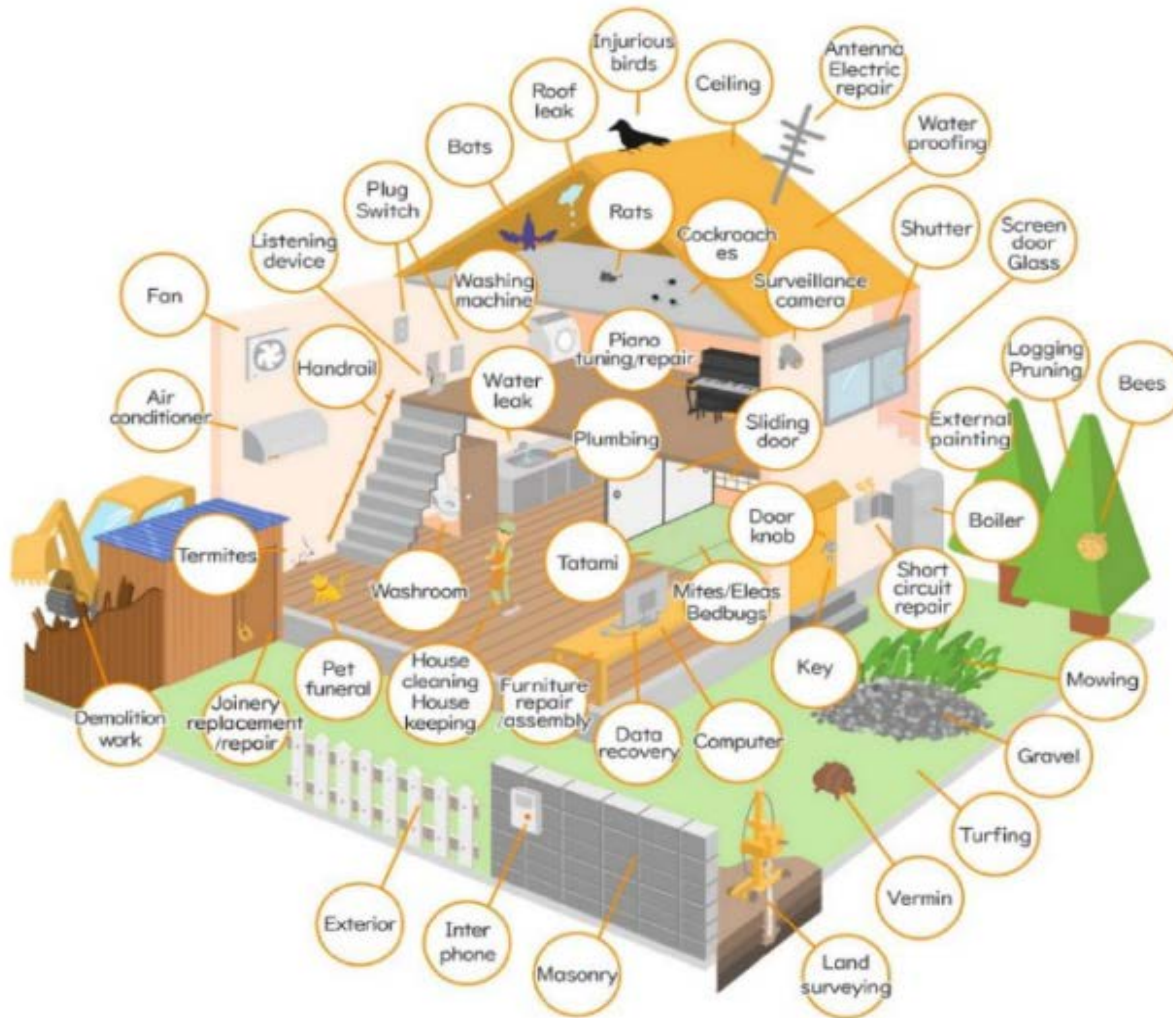 Injurious
birds
Antenna
Electric
repair
Ceiling
Roof
leak
Water
proofing
Bats
Plug
Switch
Rats
Cockroach
es
Shutter
Screen
door
Glass
Listening
device
Washing
machine
Surveillance
camera
Fan
Handrail
Piano
tuning/repair
Logging
Pruning
Bees
Air
conditioner
Water
leak
Plumbing
Sliding
door
External
painting
Termites
Washroom
Tatami
Door
knob
Boiler
Mites/Eleas
Bedbugs
Short
circuit
repair
Pet
funeral
House
cleaning
House
keeping
Furniture
repair
/assembly
Key
Mowing
Demolition
work
Joinery
replacement
/repair
Data
recovery
Computer
Gravel
Turfing
Exterior
Inter
phone
Masonry
Land
surveying
Vermin